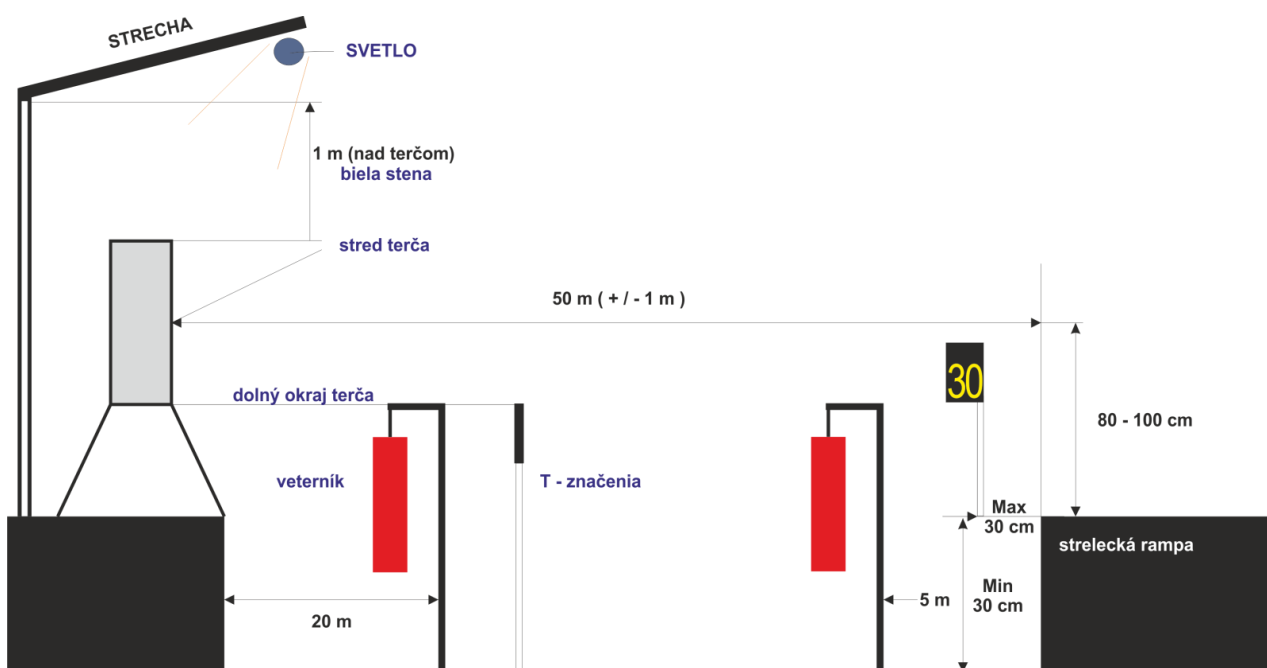 STRECHA
SVETLO
1 m (nad terčom)
biela stena
stred terča
50 m ( + / - 1 m )
30
dolný okraj terča
80 - 100 cm
veterník
T - značenia
Max
30 cm
strelecká rampa
Min
30 cm
5 m
20 m